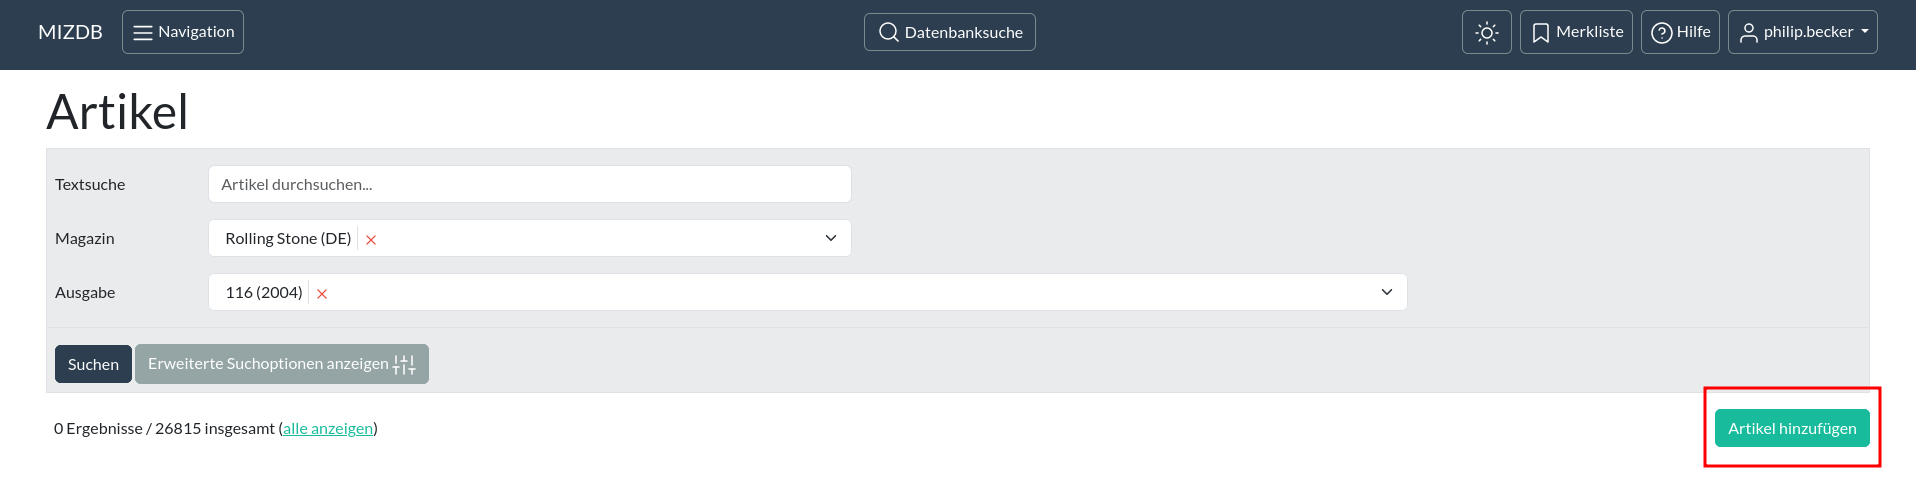 MIZDB Navigation Datenbanksuche Merkliste Hilfe philip.becker
Artikel
Textsuche Artikel durchsuchen...
Magazin Rolling Stone (DE)
Ausgabe 116 (2004)
Suchen Erweiterte Suchoptionen anzeigen
0 Ergebnisse / 26815 insgesamt (alle anzeigen) Artikel hinzufügen